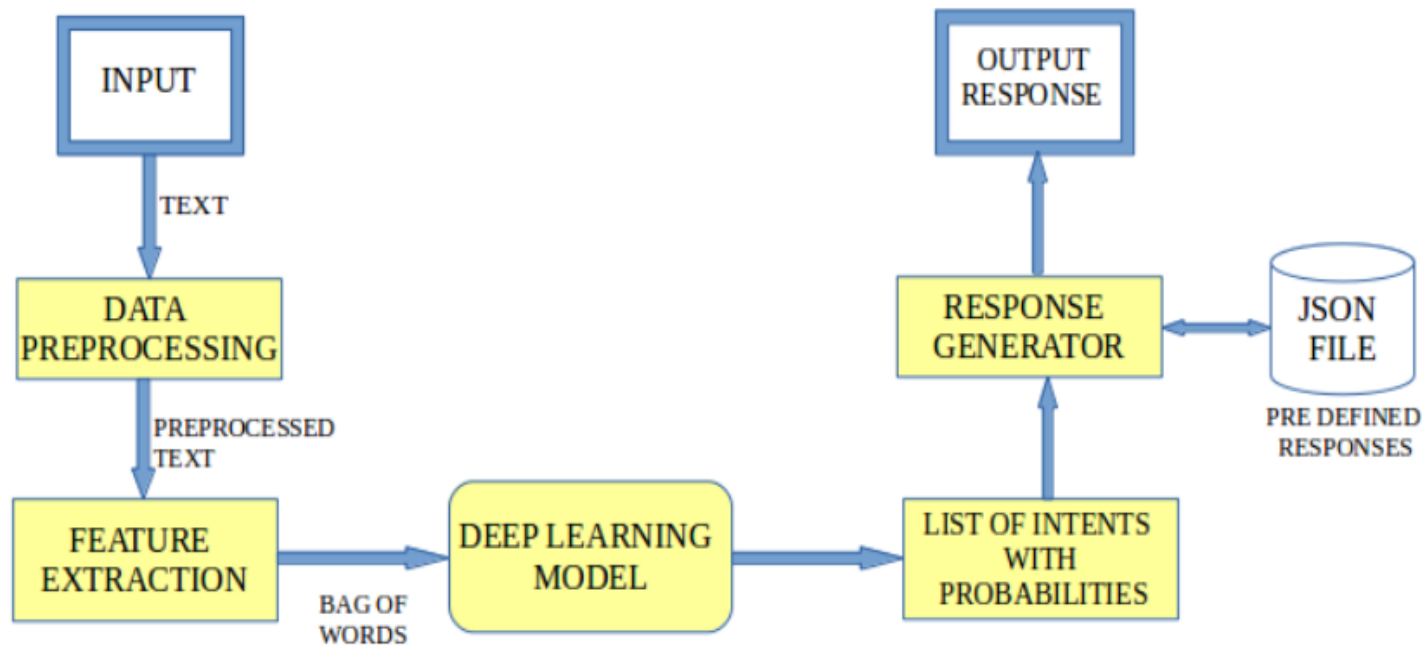 INPUT
TEXT
DATA
PREPROCESSING
PREPROCESSED
TEXT
FEATURE
EXTRACTION
BAG OF
WORDS
DEEP LEARNING
MODEL
LIST OF INTENTS
WITH
PROBABILITIES
RESPONSE
GENERATOR
JSON
FILE
PRE DEFINED
RESPONSES
OUTPUT
RESPONSE